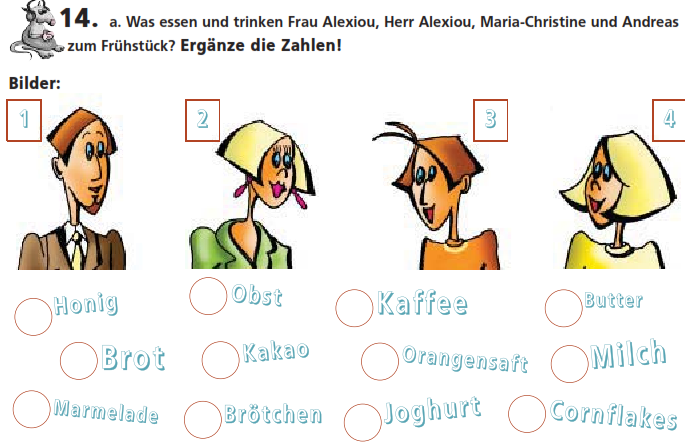 14. a. Was essen und trinken Frau Alexiou, Herr Alexiou, Maria-Christine und Andreas
zum Frühstück? Ergänze die Zahlen!
Bilder:
1 2 3 4
Honig Obst Kaffee Butter
Brot Kakao Orangensaft Milch
Marmelade Brötchen Joghurt Cornflakes